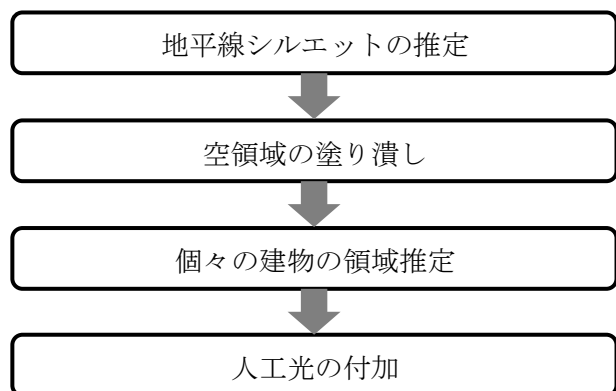 地平線シルエットの推定
空領域の塗り潰し
個々の建物の領域推定
人工光の付加